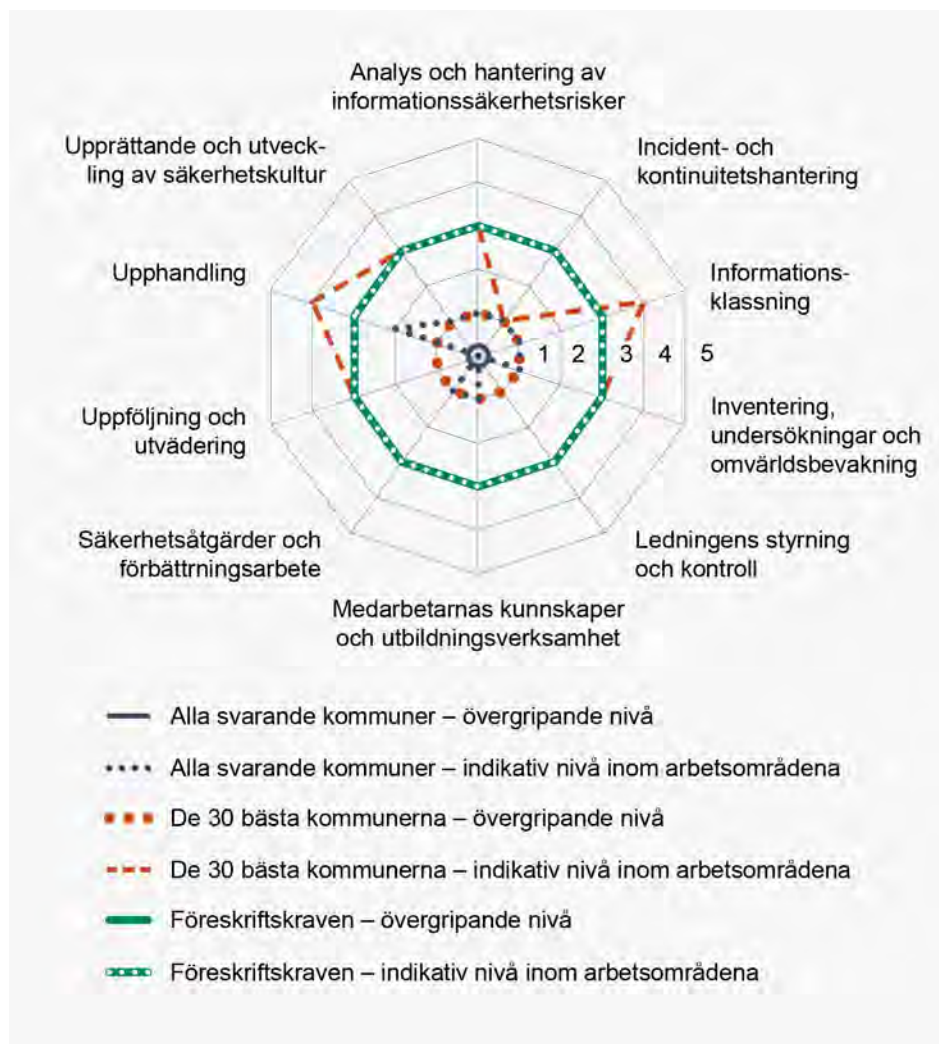 Analys och hantering av
informationssäkerhetsrisker
Incident- och
kontinuitetshantering
Informations-
klassning
Inventering,
undersökningar och
omvärldsbevakning
Ledningens styrning
och kontroll
Medarbetarnas kunnskaper
och utbildningsverksamhet
Säkerhetsåtgärder och
förbättrningsarbete
Uppföljning och
utvädering
Upphandling
Upprättande och utveck-
ling av säkerhetskultur
1 2 3 4 5
Alla svarande kommuner – övergripande nivå
Alla svarande kommuner – indikativ nivå inom arbetsområdena
De 30 bästa kommunerna – övergripande nivå
De 30 bästa kommunerna – indikativ nivå inom arbetsområdena
Föreskriftskraven – övergripande nivå
Föreskriftskraven – indikativ nivå inom arbetsområdena